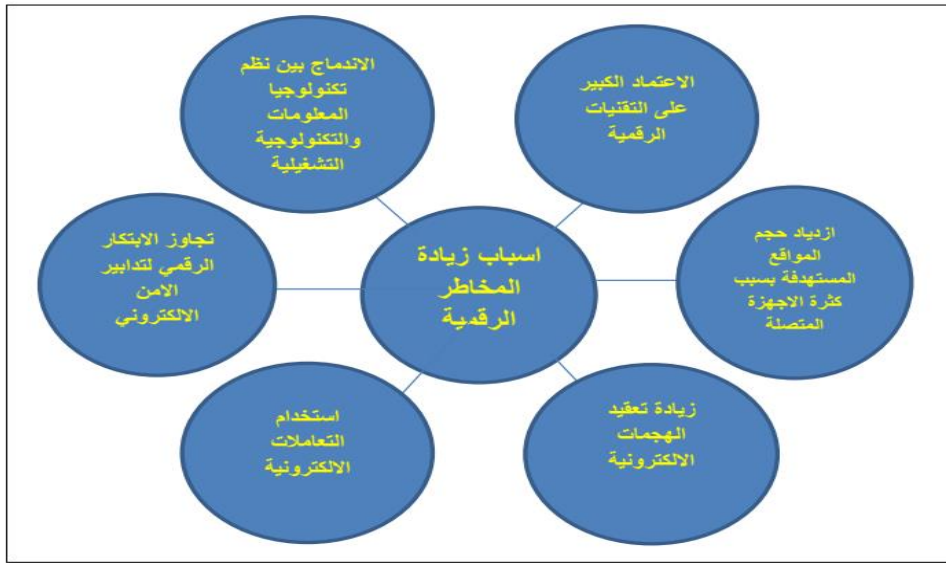 اسباب زيادة
المخاطر
الرقمية
الاعتماد الكبير
على التقنيات
الرقمية
ازدياد حجم
المواقع
المستهدفة بسبب
كثرة الاجهزة
المتصلة
زيادة تعقيد
الهجمات
الالكترونية
استخدام
التعاملات
الالكترونية
تجاوز الابتكار
الرقمي لتدابير
الامن
الالكتروني
الاندماج بين نظم
تكنولوجيا
المعلومات
والتكنولوجية
التشغيلية